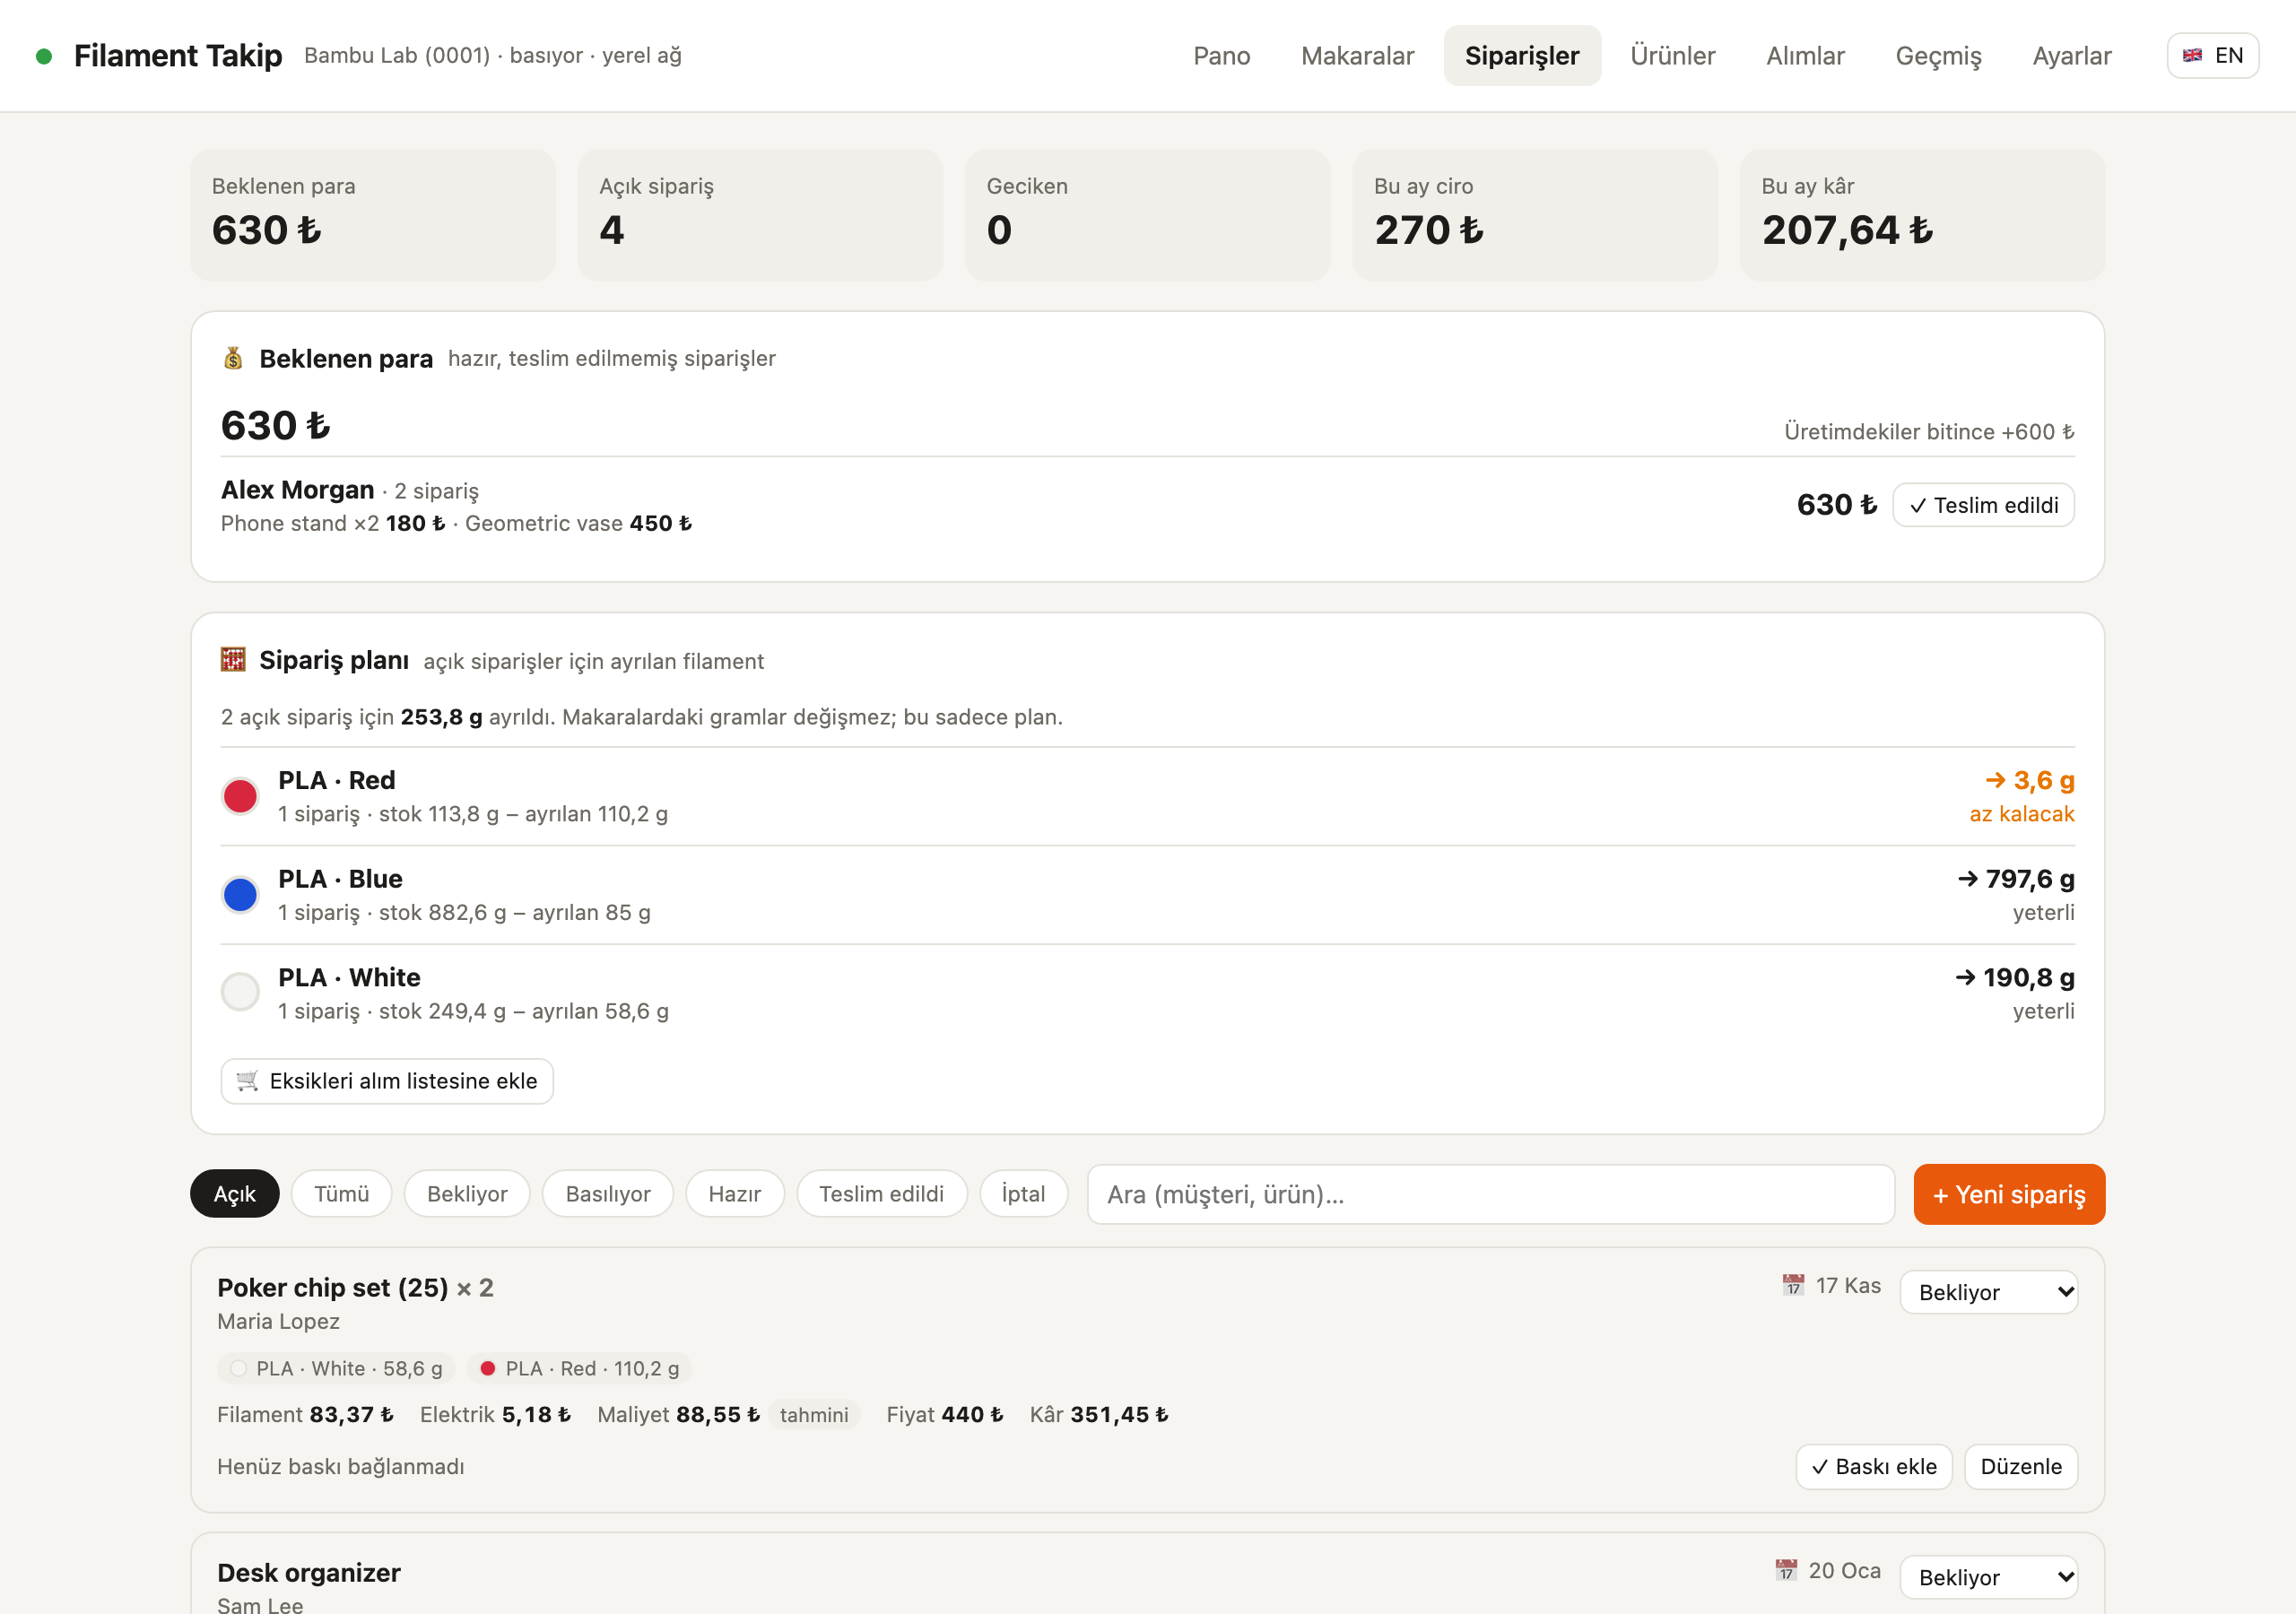 Filament Takip Bambu Lab (0001) · basıyor · yerel ağ
Pano Makaralar Siparişler Ürünler Alımlar Geçmiş Ayarlar EN
Beklenen para
630 ₺
Açık sipariş
4
Geciken
0
Bu ay ciro
270 ₺
Bu ay kâr
207,64 ₺
Beklenen para hazır, teslim edilmemiş siparişler
630 ₺
Üretimdekiler bitince +600 ₺
Alex Morgan · 2 sipariş
Phone stand ×2 180 ₺ · Geometric vase 450 ₺
630 ₺ ✓ Teslim edildi
Sipariş planı açık siparişler için ayrılan filament
2 açık sipariş için 253,8 g ayrıldı. Makaralardaki gramlar değişmez; bu sadece plan.
PLA · Red
1 sipariş · stok 113,8 g – ayrılan 110,2 g
→ 3,6 g
az kalacak
PLA · Blue
1 sipariş · stok 882,6 g – ayrılan 85 g
→ 797,6 g
yeterli
PLA · White
1 sipariş · stok 249,4 g – ayrılan 58,6 g
→ 190,8 g
yeterli
Eksikleri alım listesine ekle
Açık Tümü Bekliyor Basılıyor Hazır Teslim edildi İptal Ara (müşteri, ürün)... + Yeni sipariş
Poker chip set (25) × 2
17 Kas Bekliyor
Maria Lopez
PLA · White · 58,6 g PLA · Red · 110,2 g
Filament 83,37 ₺ Elektrik 5,18 ₺ Maliyet 88,55 ₺ tahmini Fiyat 440 ₺ Kâr 351,45 ₺
Henüz baskı bağlanmadı
✓ Baskı ekle Düzenle
Desk organizer
20 Oca Bekliyor
Sam Lee